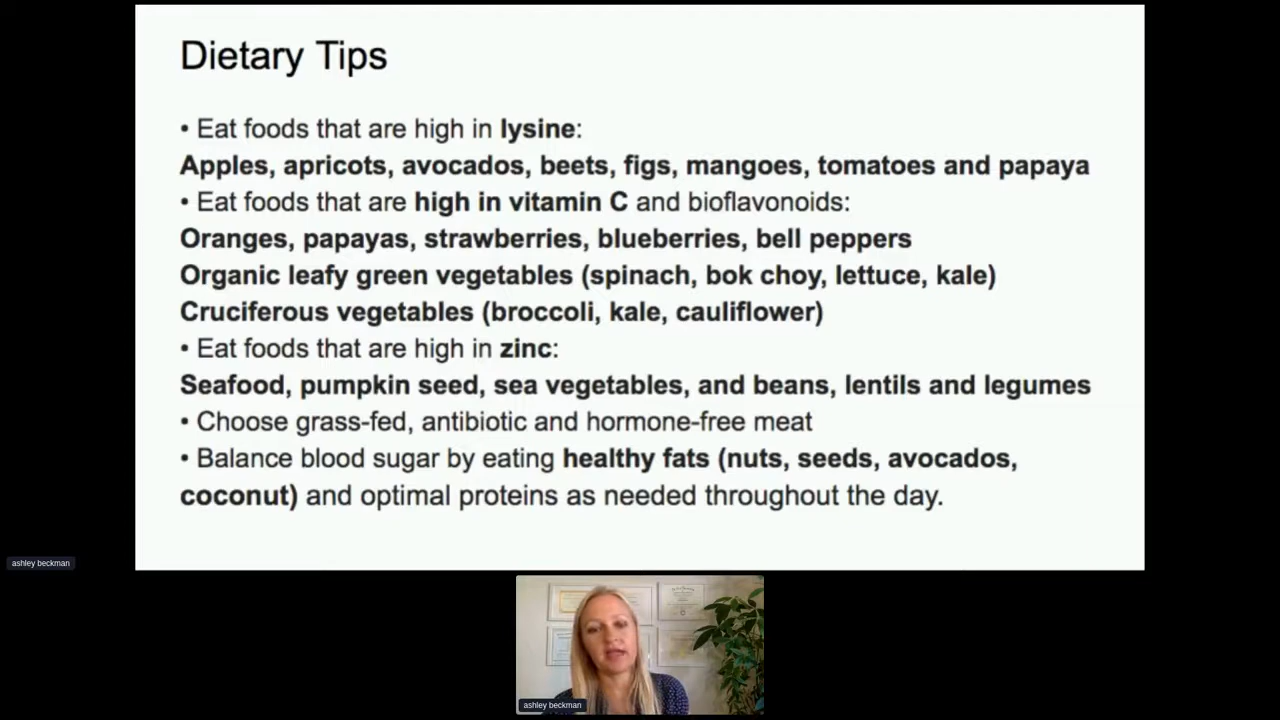 Dietary Tips
• Eat foods that are high in lysine:
Apples, apricots, avocados, beets, figs, mangoes, tomatoes and papaya
• Eat foods that are high in vitamin C and bioflavonoids:
Oranges, papayas, strawberries, blueberries, bell peppers
Organic leafy green vegetables (spinach, bok choy, lettuce, kale)
Cruciferous vegetables (broccoli, kale, cauliflower)
• Eat foods that are high in zinc:
Seafood, pumpkin seed, sea vegetables, and beans, lentils and legumes
• Choose grass-fed, antibiotic and hormone-free meat
• Balance blood sugar by eating healthy fats (nuts, seeds, avocados,
coconut) and optimal proteins as needed throughout the day.
ashley beckman
ashley beckman